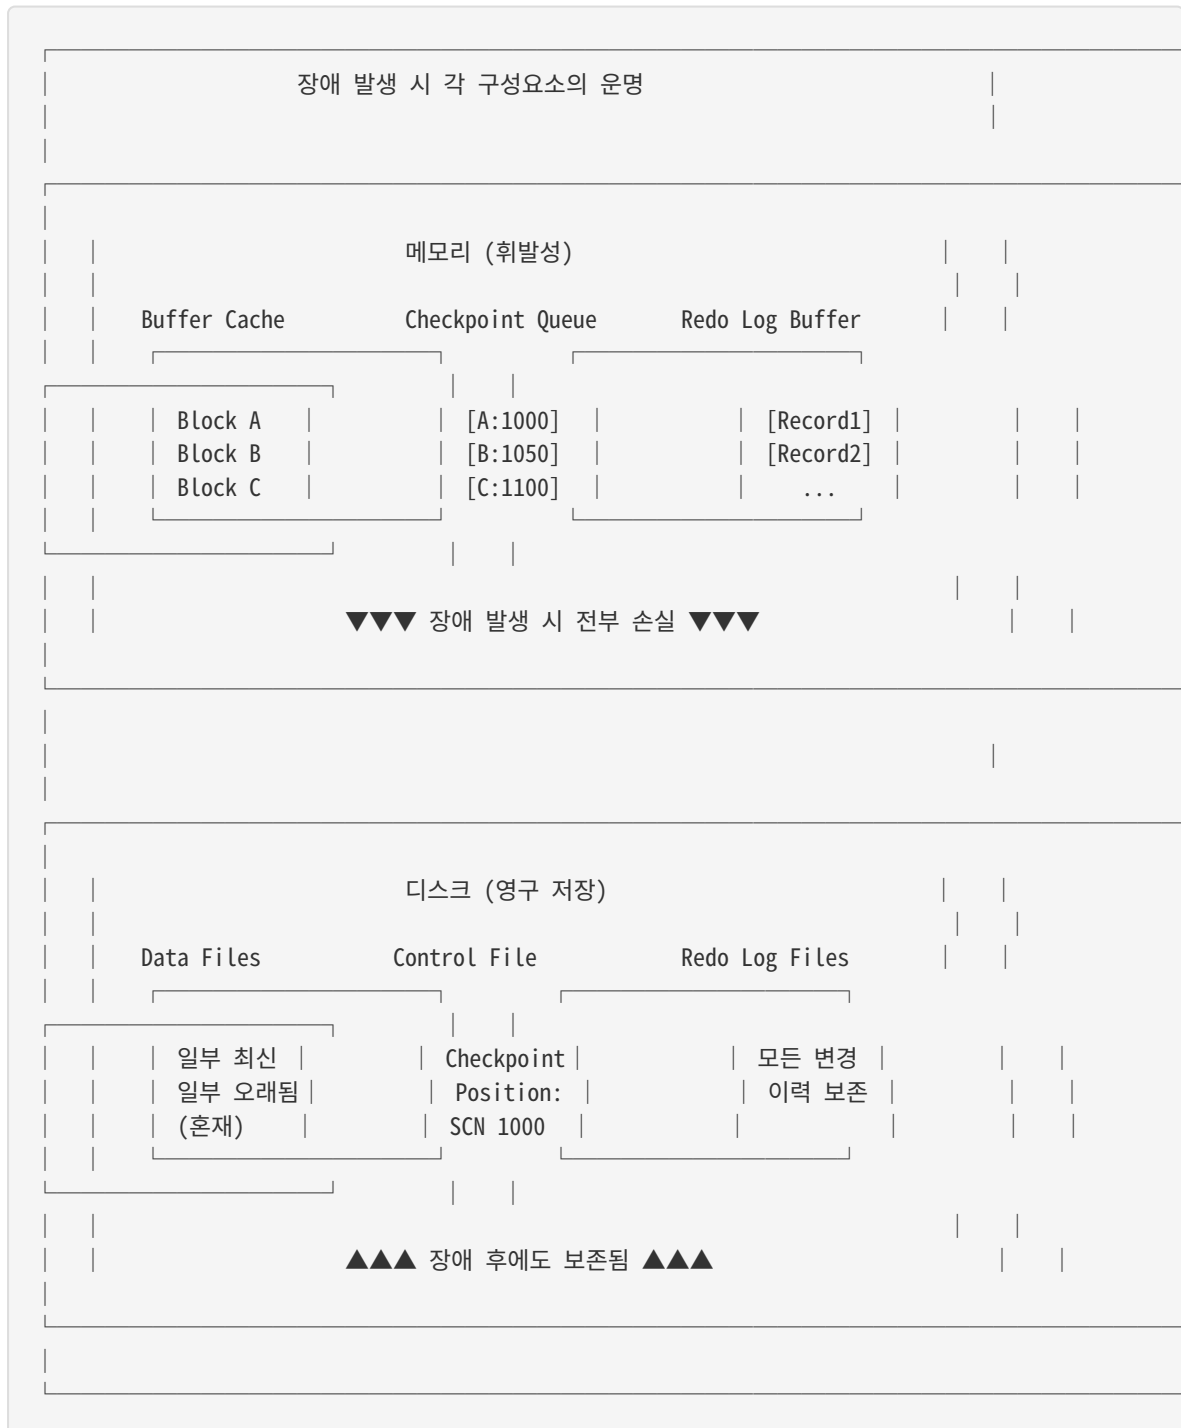 장애 발생 시 각 구성요소의 운명
메모리 (휘발성)
Buffer Cache Checkpoint Queue Redo Log Buffer
Block A [A:1000] [Record1]
Block B [B:1050] [Record2]
Block C [C:1100] ...
▼▼▼ 장애 발생 시 전부 손실 ▼▼▼
디스크 (영구 저장)
Data Files Control File Redo Log Files
일부 최신 Checkpoint 모든 변경
일부 오래됨 Position: 이력 보존
(혼재) SCN 1000
▲▲▲ 장애 후에도 보존됨 ▲▲▲